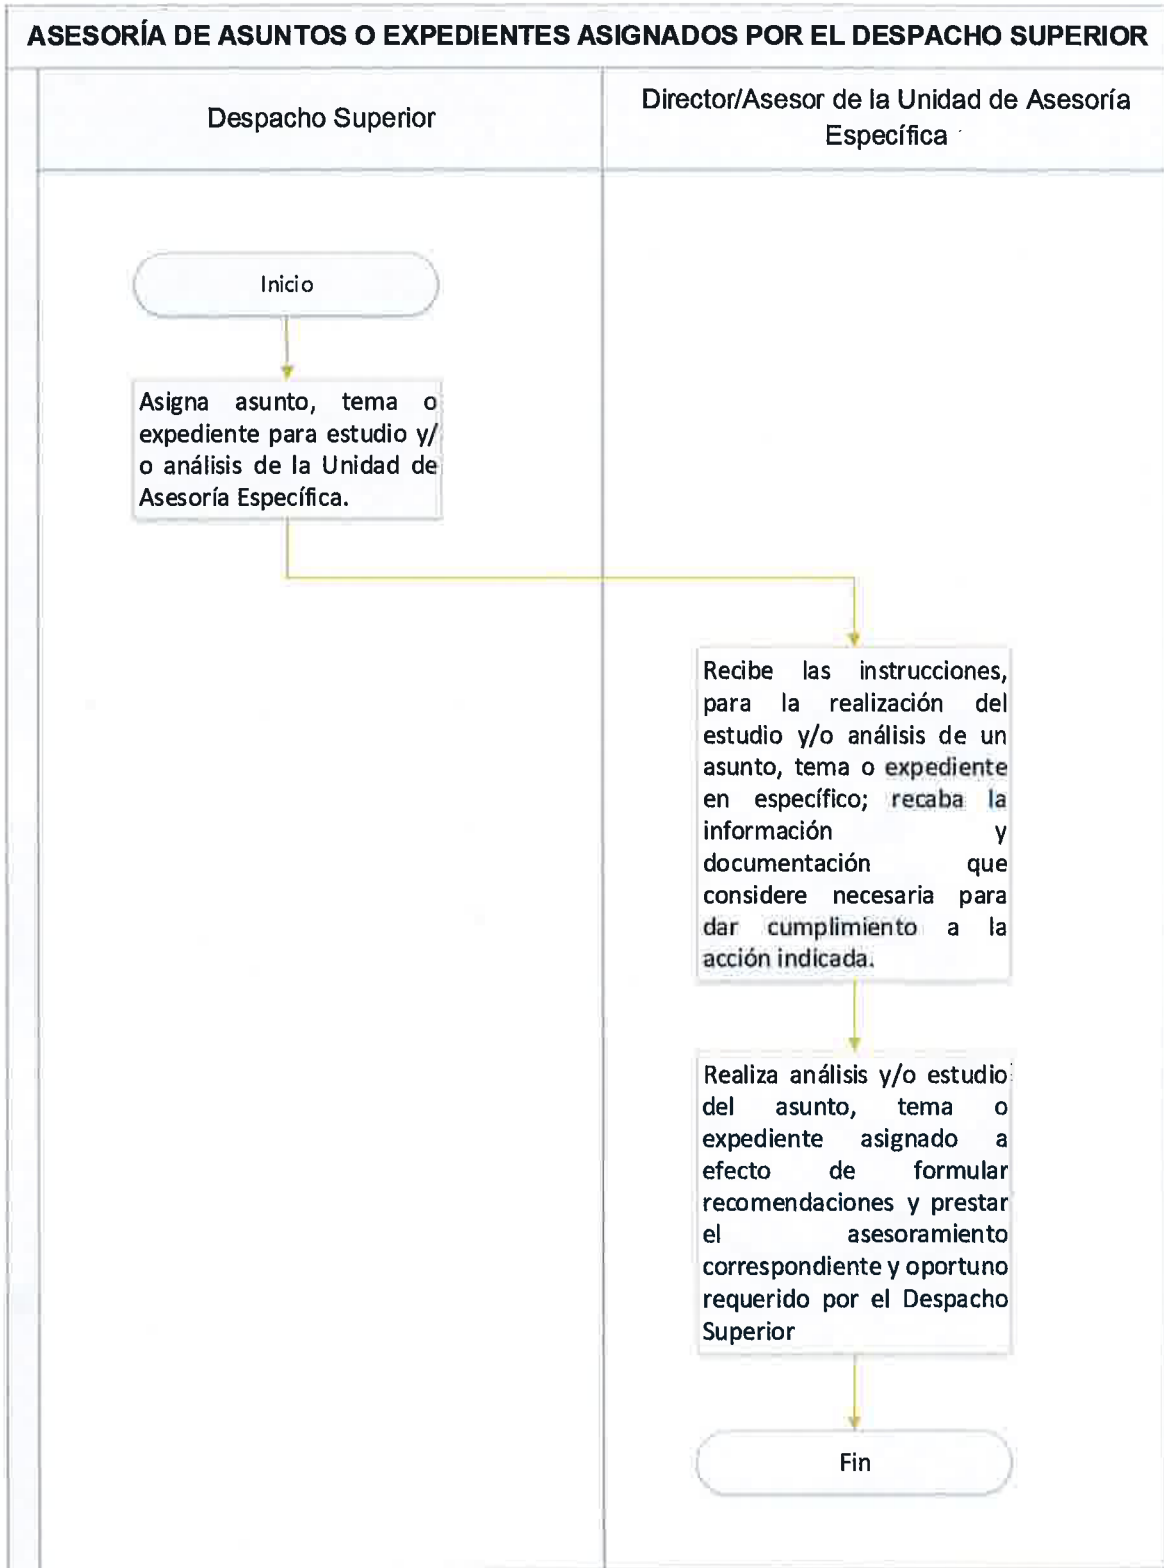 ASESORÍA DE ASUNTOS O EXPEDIENTES ASIGNADOS POR EL DESPACHO SUPERIOR
Despacho Superior
Director/Asesor de la Unidad de Asesoría
Específica
Inicio
Asigna asunto, tema o
expediente para estudio y/
o análisis de la Unidad de
Asesoría Específica.
Recibe las instrucciones,
para la realización del
estudio y/o análisis de un
asunto, tema o expediente
en específico; recaba la
información y
documentación que
considere necesaria para
dar cumplimiento a la
acción indicada.
Realiza análisis y/o estudio
del asunto, tema o
expediente asignado a
efecto de formular
recomendaciones y prestar
el asesoramiento
correspondiente y oportuno
requerido por el Despacho
Superior
Fin